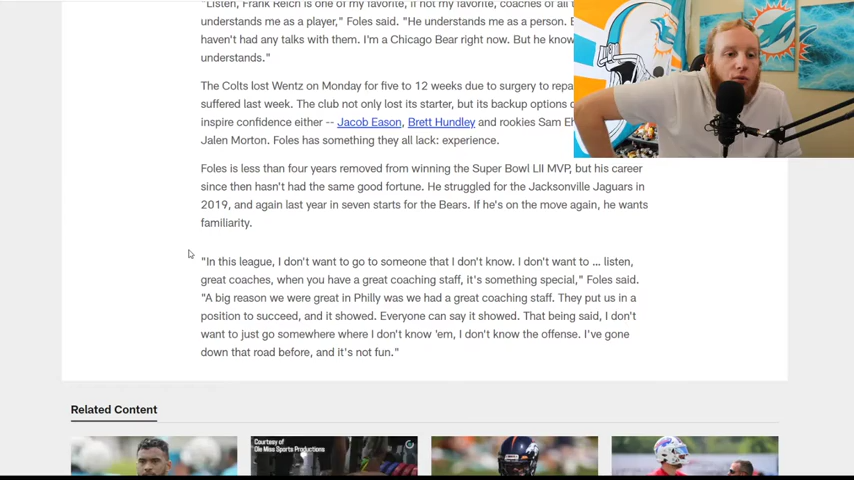 "Listen, Frank Reich is one of my favorite, if not my favorite, coaches of all t
understands me as a player," Foles said. "He understands me as a person. B
haven't had any talks with them. I'm a Chicago Bear right now. But he know
understands."
The Colts lost Wentz on Monday for five to 12 weeks due to surgery to repa
suffered last week. The club not only lost its starter, but its backup options d
inspire confidence either -- Jacob Eason, Brett Hundley and rookies Sam Eh
Jalen Morton. Foles has something they all lack: experience.
Foles is less than four years removed from winning the Super Bowl LII MVP, but his career
since then hasn't had the same good fortune. He struggled for the Jacksonville Jaguars in
2019, and again last year in seven starts for the Bears. If he's on the move again, he wants
familiarity.
"In this league, I don't want to go to someone that I don't know. I don't want to ... listen,
great coaches, when you have a great coaching staff, it's something special," Foles said.
"A big reason we were great in Philly was we had a great coaching staff. They put us in a
position to succeed, and it showed. Everyone can say it showed. That being said, I don't
want to just go somewhere where I don't know 'em, I don't know the offense. I've gone
down that road before, and it's not fun."
Related Content
Courtesy of
Ole Miss Sports Productions